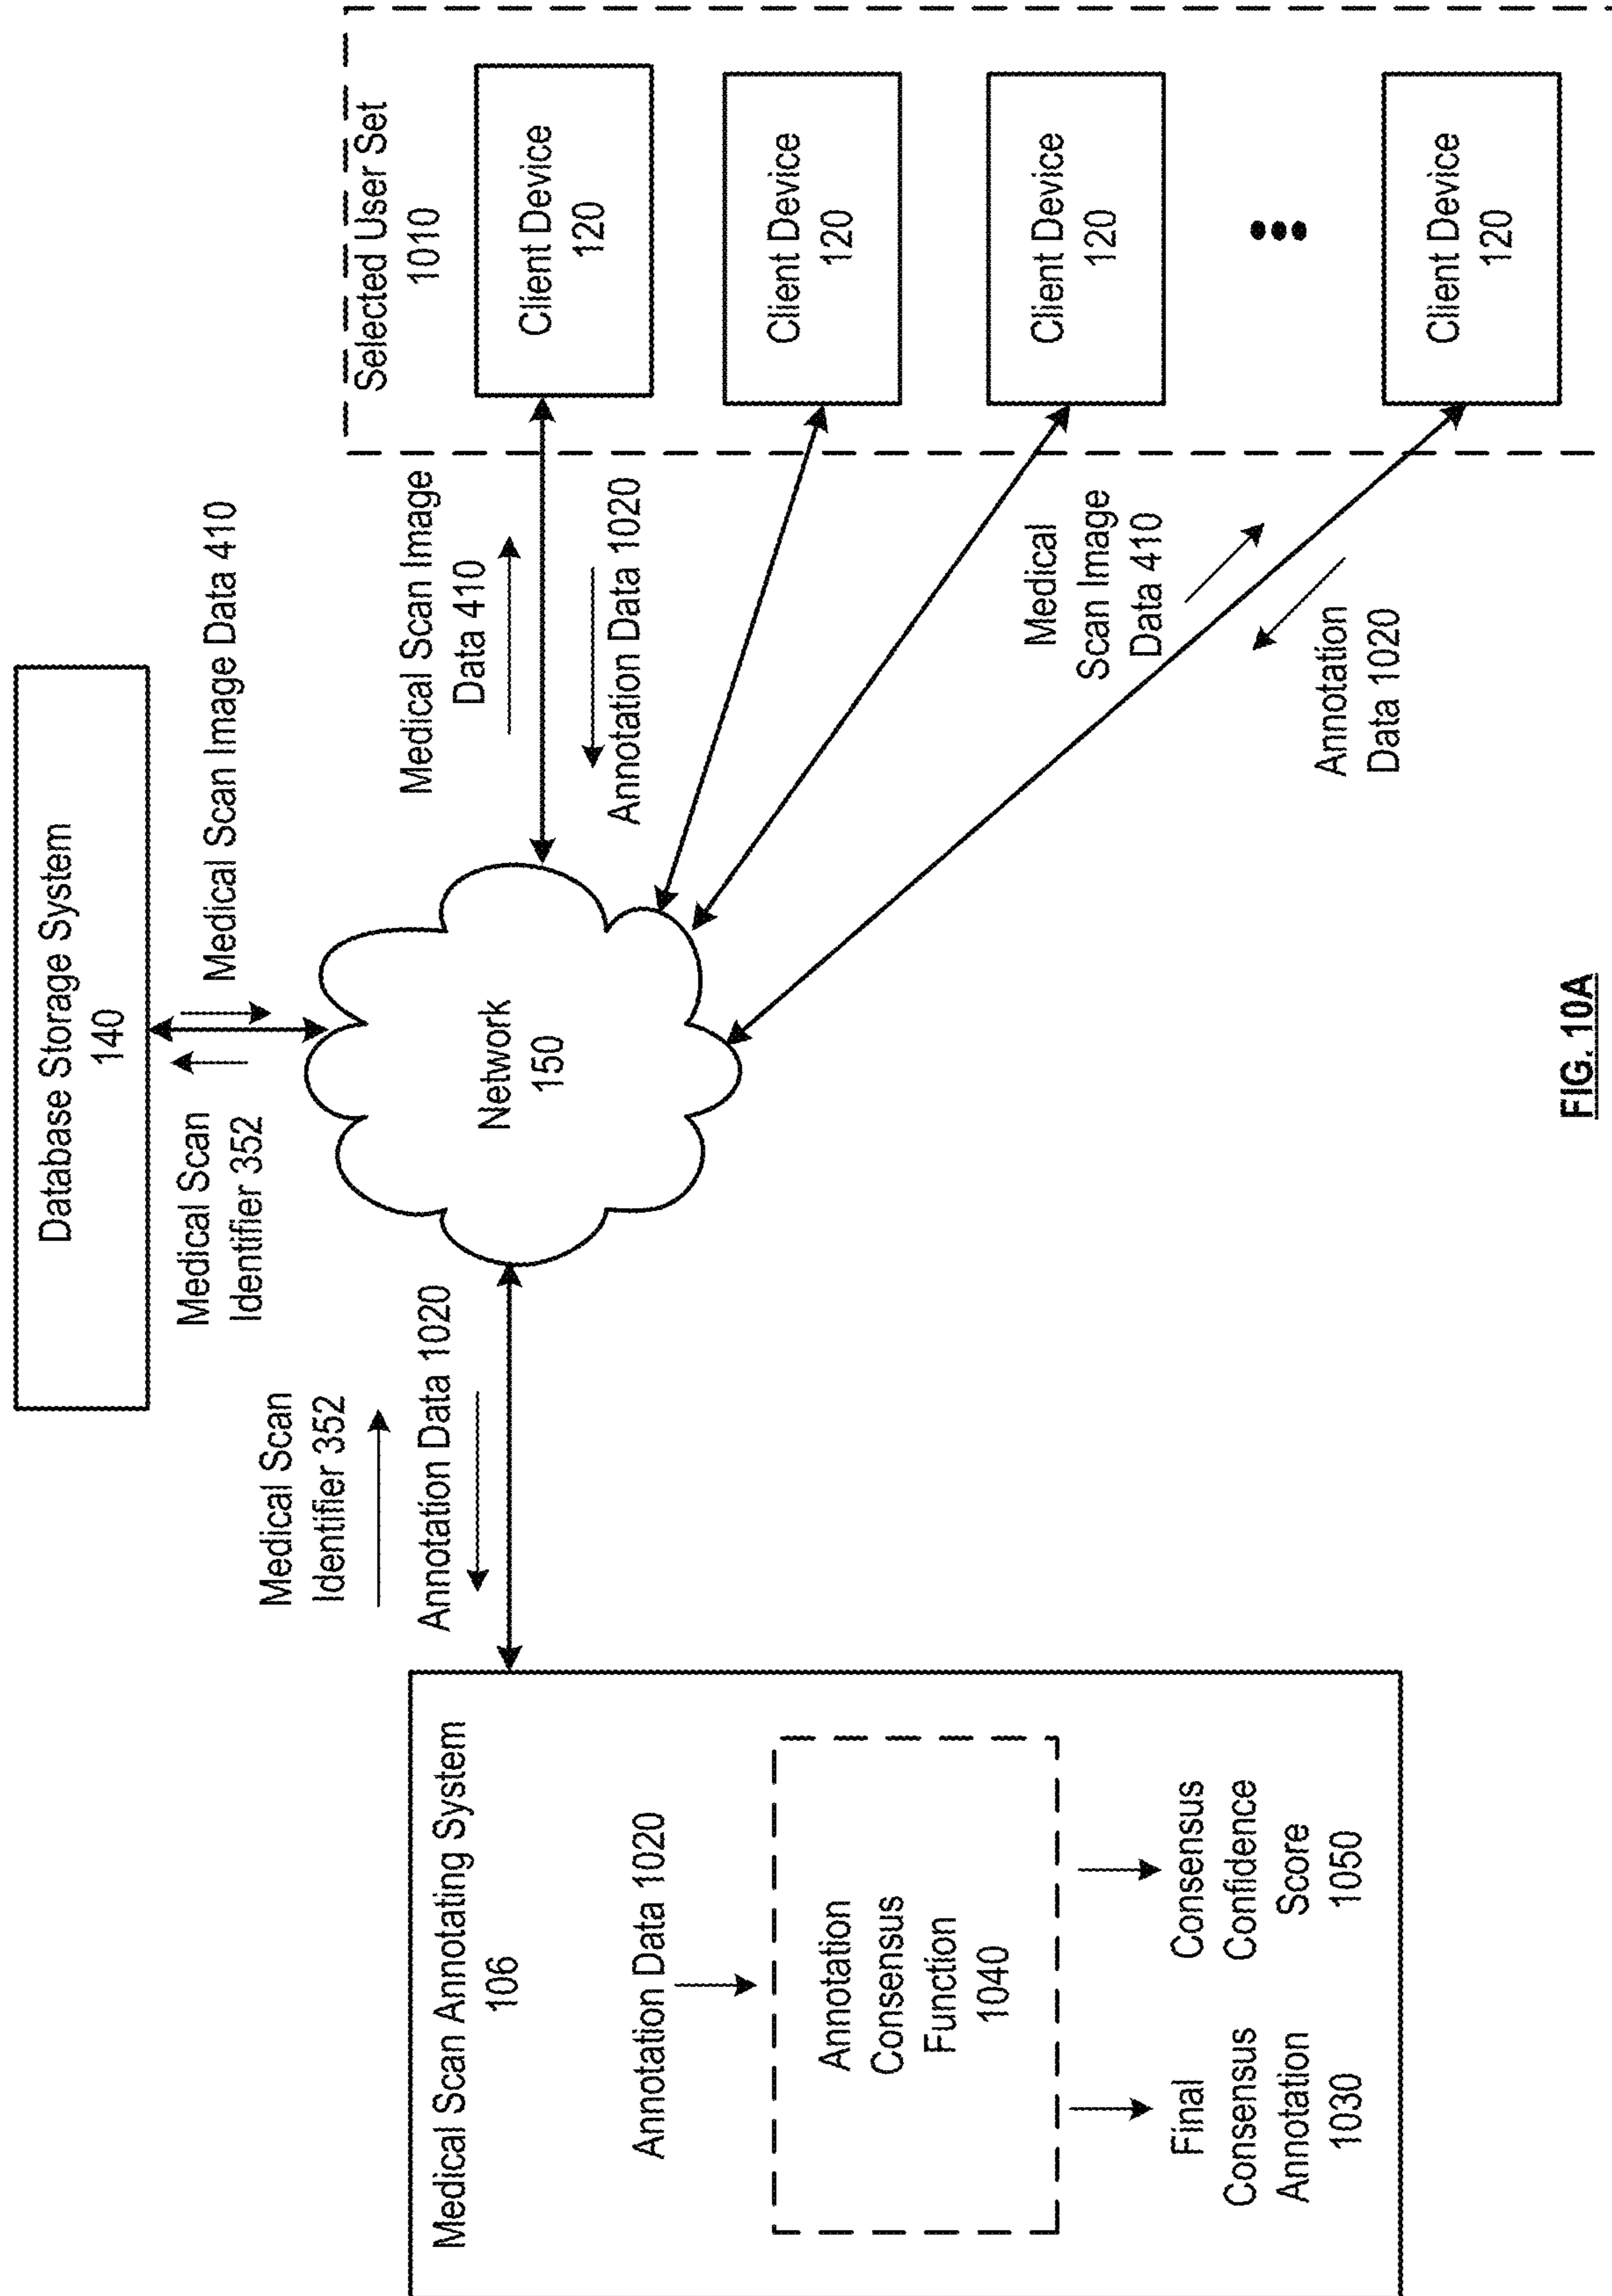 Database Storage System
140
Medical Scan
Identifier 352
Medical Scan Image Data 410
Medical Scan
Identifier 352
Annotation Data 1020
Network
150
Medical Scan Image
Data 410
Annotation Data 1020
Medical
Scan Image
Data 410
Annotation
Data 1020
Selected User Set
1010
Client Device
120
Client Device
120
Client Device
120
Client Device
120
Medical Scan Annotating System
106
Annotation Data 1020
Annotation
Consensus
Function
1040
Final
Consensus
Annotation
1030
Consensus
Confidence
Score
1050
FIG. 10A